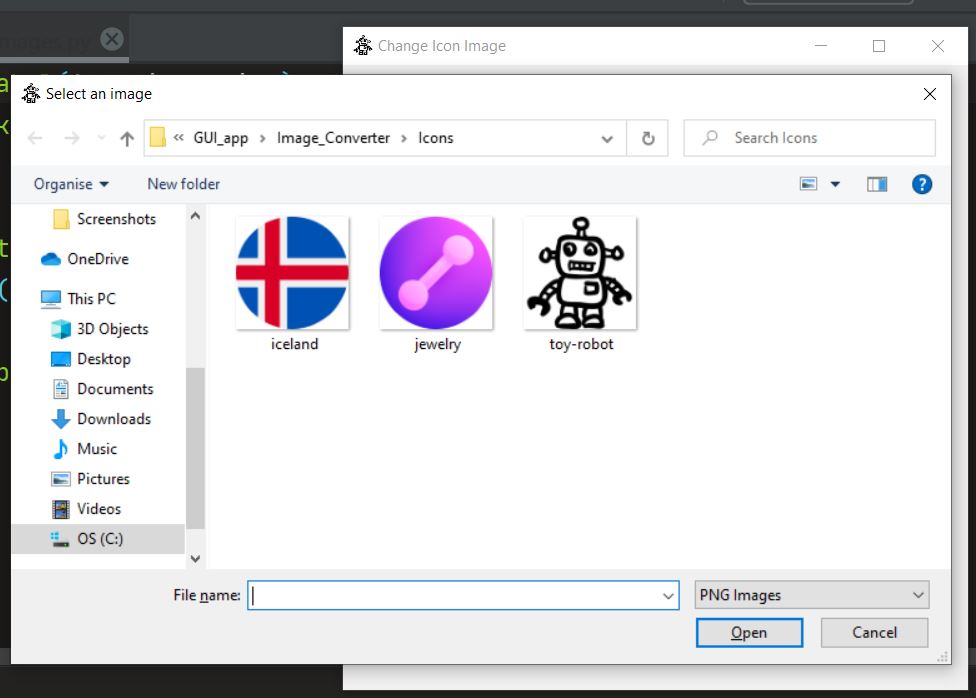 mages.py
Change Icon Image
Select an image
« GUI_app › Image_Converter › Icons
Search Icons
Organise
New folder
Screenshots
OneDrive
This PC
3D Objects
Desktop
Documents
Downloads
Music
Pictures
Videos
OS (C:)
iceland
jewelry
toy-robot
File name:
PNG Images
Open
Cancel